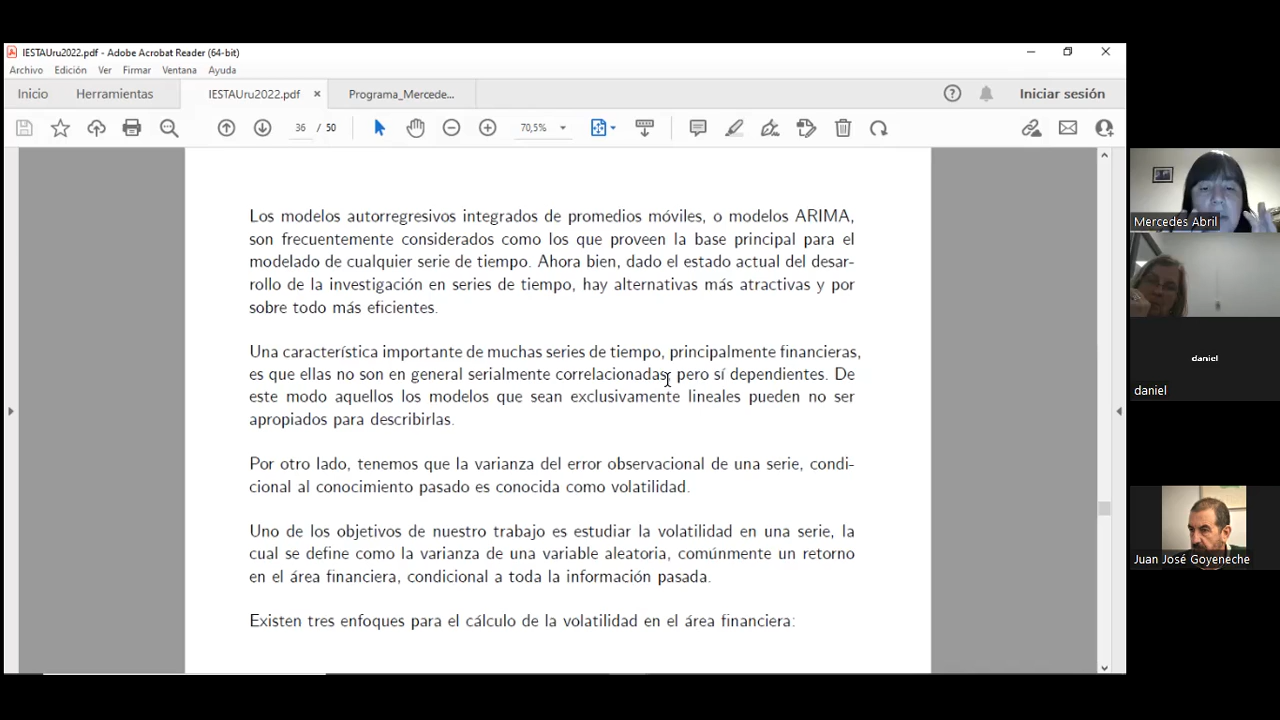 IESTAUru2022.pdf - Adobe Acrobat Reader (64-bit)
Archivo Edición Ver Firmar Ventana Ayuda
Inicio Herramientas IESTAUru2022.pdf × Programa_Mercede... Iniciar sesión
36 / 50 70,5%
Los modelos autorregresivos integrados de promedios móviles, o modelos ARIMA,
son frecuentemente considerados como los que proveen la base principal para el
modelado de cualquier serie de tiempo. Ahora bien, dado el estado actual del desar-
rollo de la investigación en series de tiempo, hay alternativas más atractivas y por
sobre todo más eficientes.
Una característica importante de muchas series de tiempo, principalmente financieras,
es que ellas no son en general serialmente correlacionadas, pero sí dependientes. De
este modo aquellos los modelos que sean exclusivamente lineales pueden no ser
apropiados para describirlas.
Por otro lado, tenemos que la varianza del error observacional de una serie, condi-
cional al conocimiento pasado es conocida como volatilidad.
Uno de los objetivos de nuestro trabajo es estudiar la volatilidad en una serie, la
cual se define como la varianza de una variable aleatoria, comúnmente un retorno
en el área financiera, condicional a toda la información pasada.
Existen tres enfoques para el cálculo de la volatilidad en el área financiera:
Mercedes Abril
daniel
daniel
Juan José Goyeneche